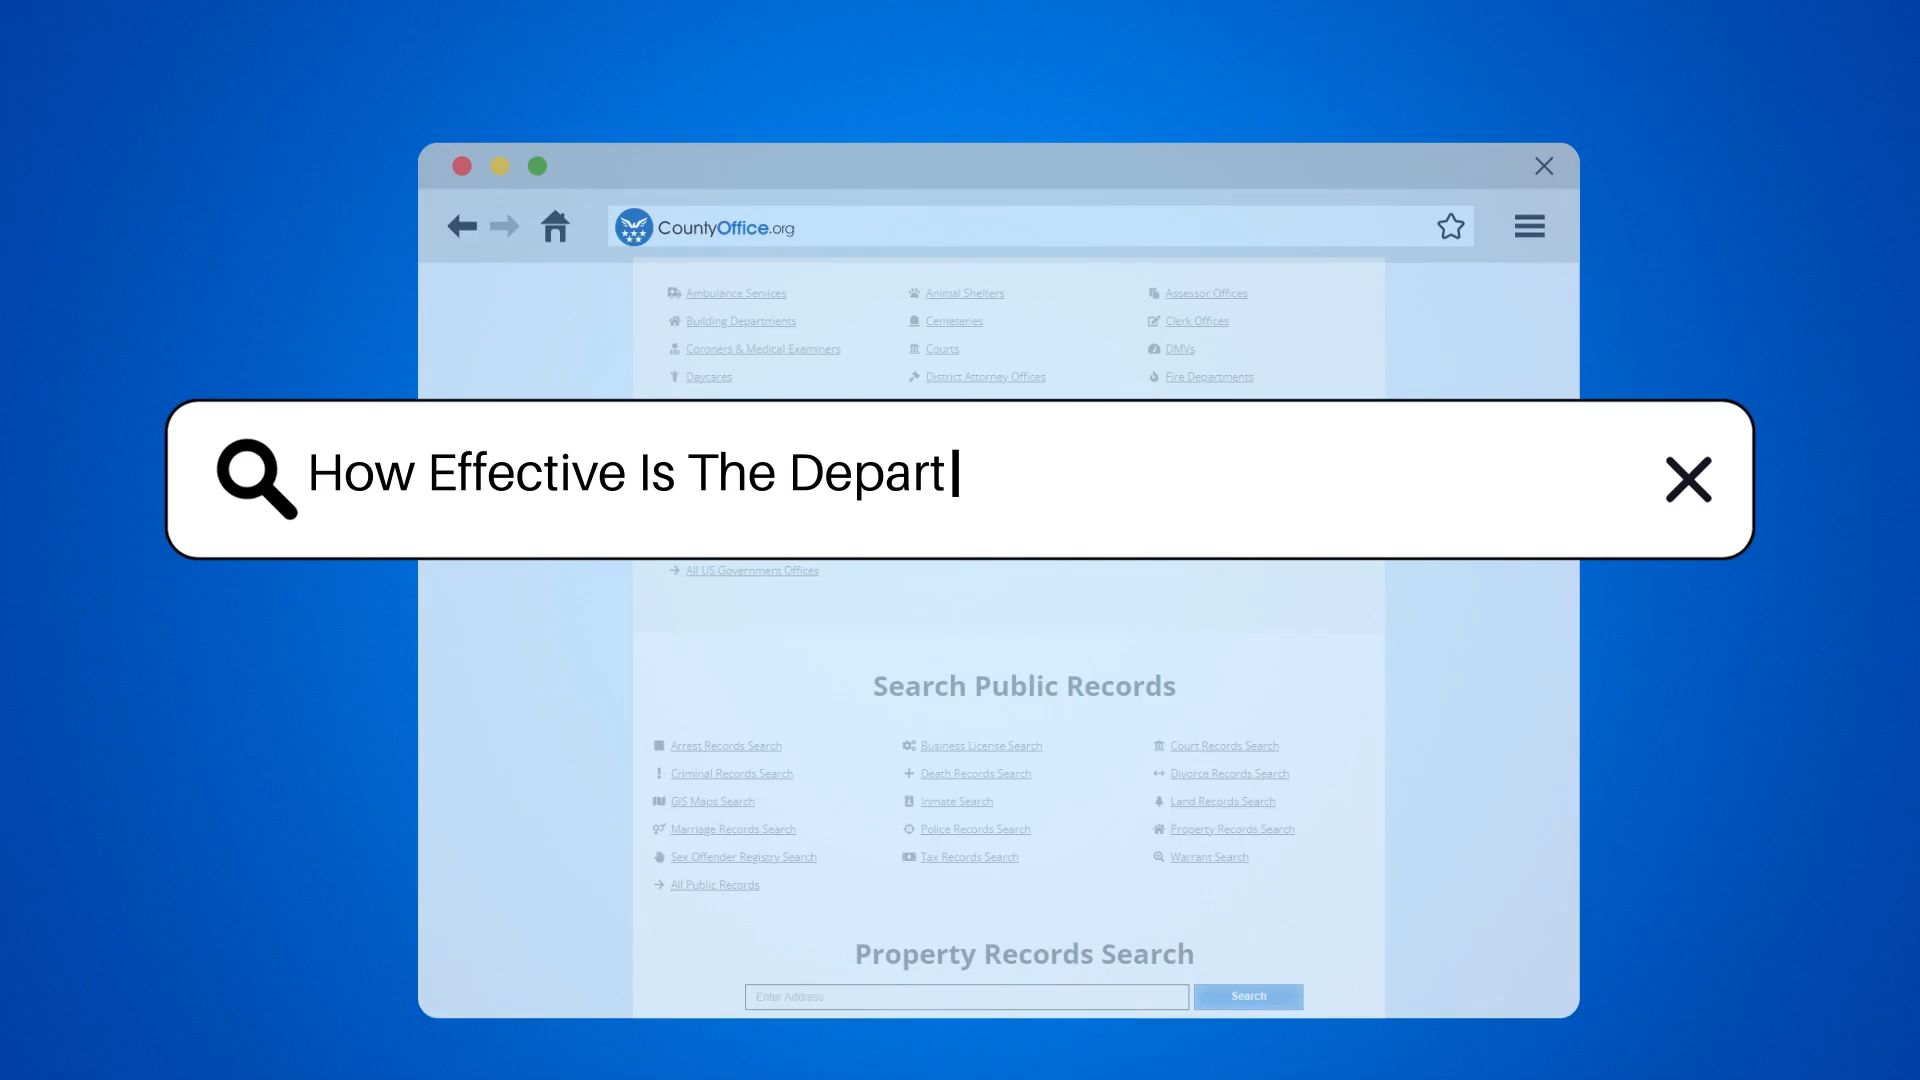 CountyOffice.org
Ambulance Services Animal Shelters Assessor Offices
Building Departments Cemeteries Clerk Offices
Coroners & Medical Examiners Courts DMVs
Daycares District Attorney Offices Fire Departments
How Effective Is The Depart
All US Government Offices
Search Public Records
Arrest Records Search Business License Search Court Records Search
Criminal Records Search Death Records Search Divorce Records Search
GIS Maps Search Inmate Search Land Records Search
Marriage Records Search Police Records Search Property Records Search
Sex Offender Registry Search Tax Records Search Warrant Search
All Public Records
Property Records Search
Enter Address Search